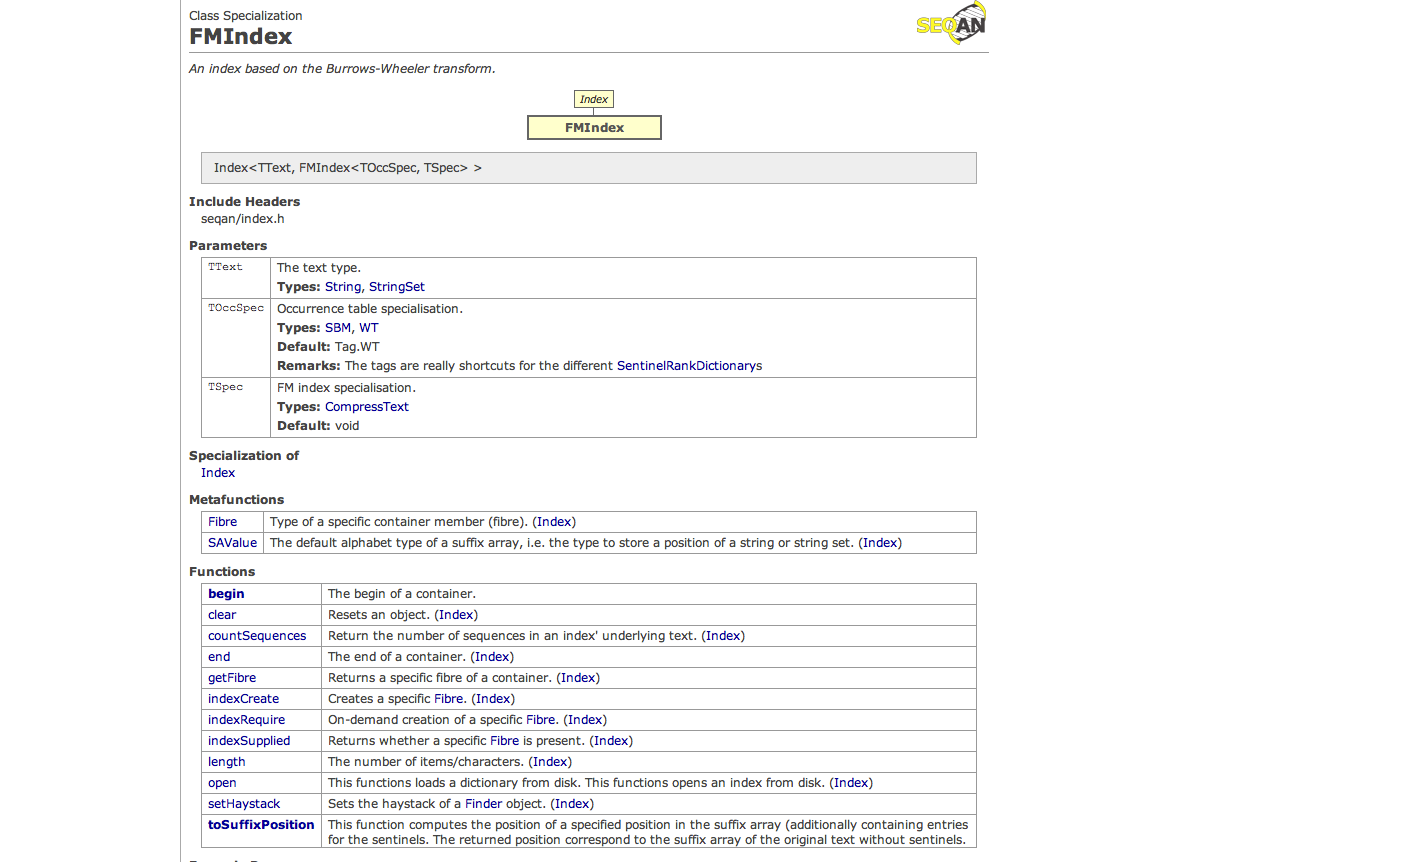 Class Specialization
FMIndex
SEQAN
An index based on the Burrows-Wheeler transform.
Index
FMIndex
Index<TText, FMIndex<TOccSpec, TSpec> >
Include Headers
seqan/index.h
Parameters
TText The text type.
Types: String, StringSet
TOccSpec Occurrence table specialisation.
Types: SBM, WT
Default: Tag.WT
Remarks: The tags are really shortcuts for the different SentinelRankDictionarys
TSpec FM index specialisation.
Types: CompressText
Default: void
Specialization of
Index
Metafunctions
Fibre Type of a specific container member (fibre). (Index)
SAValue The default alphabet type of a suffix array, i.e. the type to store a position of a string or string set. (Index)
Functions
begin The begin of a container.
clear Resets an object. (Index)
countSequences Return the number of sequences in an index' underlying text. (Index)
end The end of a container. (Index)
getFibre Returns a specific fibre of a container. (Index)
indexCreate Creates a specific Fibre. (Index)
indexRequire On-demand creation of a specific Fibre. (Index)
indexSupplied Returns whether a specific Fibre is present. (Index)
length The number of items/characters. (Index)
open This functions loads a dictionary from disk. This functions opens an index from disk. (Index)
setHaystack Sets the haystack of a Finder object. (Index)
toSuffixPosition This function computes the position of a specified position in the suffix array (additionally containing entries
for the sentinels. The returned position correspond to the suffix array of the original text without sentinels.